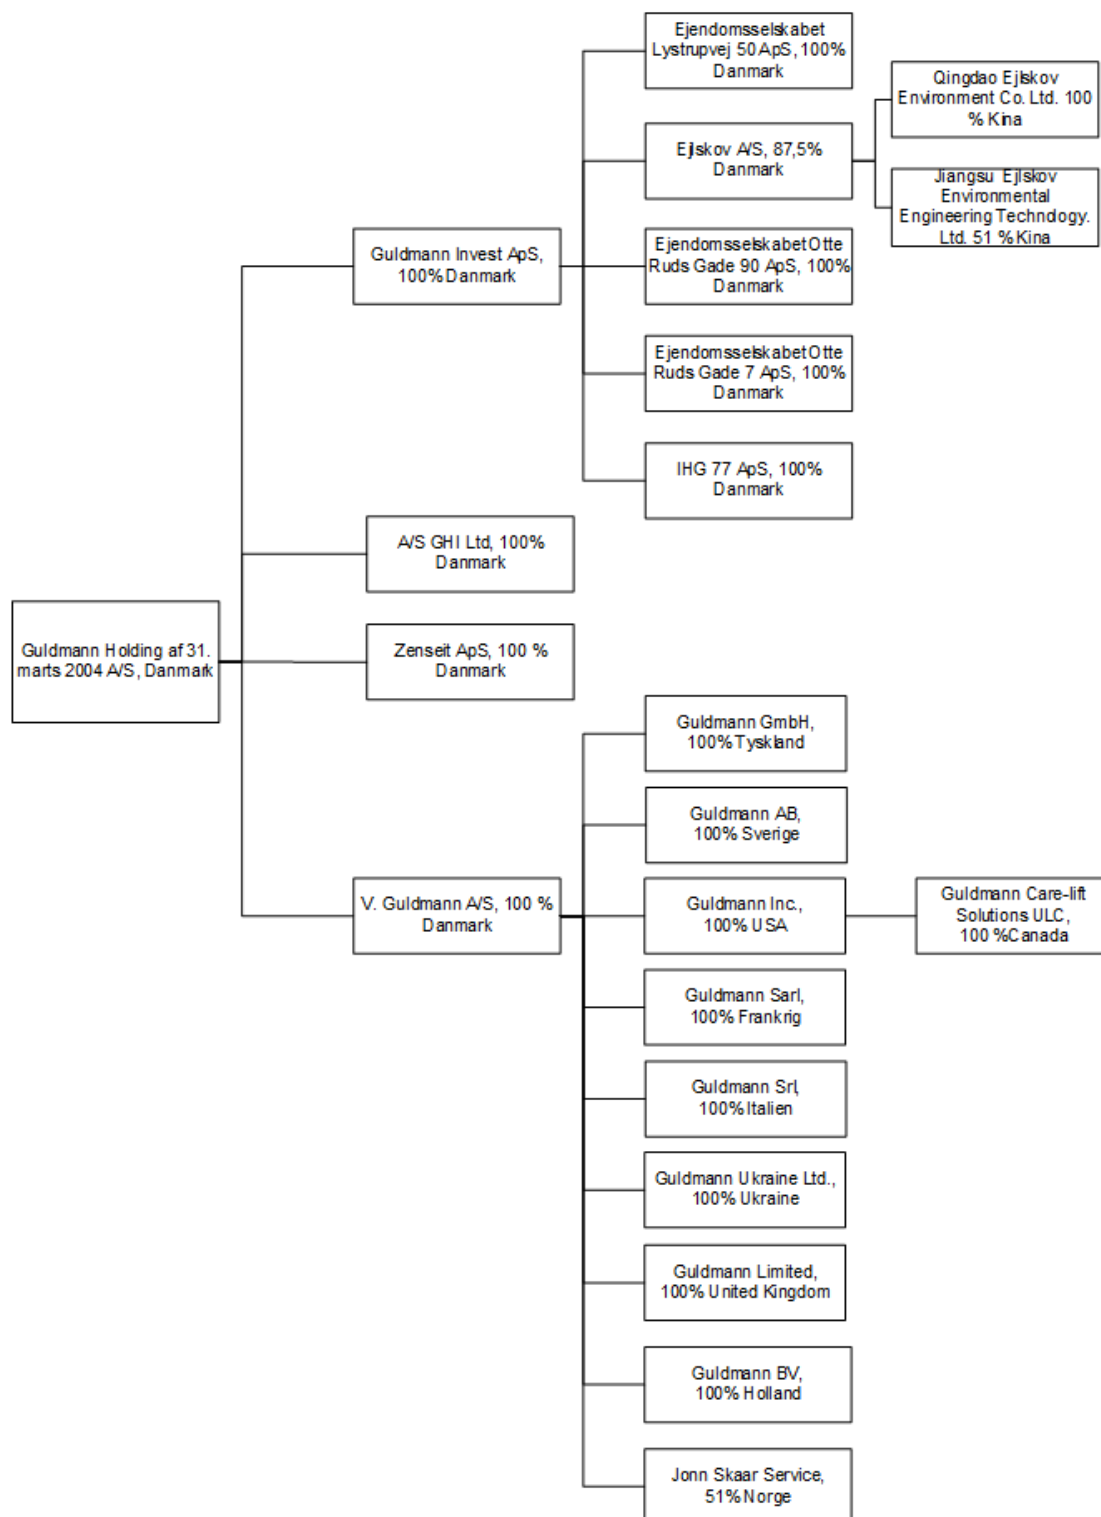 Ejendomsselskabet
Lystrupvej 50 ApS, 100%
Danmark
Qingdao Ejlskov
Environment Co. Ltd. 100
% Kina
Ejlskov A/S, 87,5%
Danmark
Jiangsu Ejlskov
Environmental
Engineering Technology.
Ltd. 51 % Kina
Guldmann Invest ApS,
100% Danmark
Ejendomsselskabet Otte
Ruds Gade 90 ApS, 100%
Danmark
Ejendomsselskabet Otte
Ruds Gade 7 ApS, 100%
Danmark
IHG 77 ApS, 100%
Danmark
A/S GHI Ltd, 100%
Danmark
Guldmann Holding af 31.
marts 2004 A/S, Danmark
Zenseit ApS, 100 %
Danmark
Guldmann GmbH,
100% Tyskland
Guldmann AB,
100% Sverige
V. Guldmann A/S, 100 %
Danmark
Guldmann Inc.,
100% USA
Guldmann Care-lift
Solutions ULC,
100 %Canada
Guldmann Sarl,
100% Frankrig
Guldmann Srl,
100% Italien
Guldmann Ukraine Ltd.,
100% Ukraine
Guldmann Limited,
100% United Kingdom
Guldmann BV,
100% Holland
Jonn Skaar Service,
51% Norge